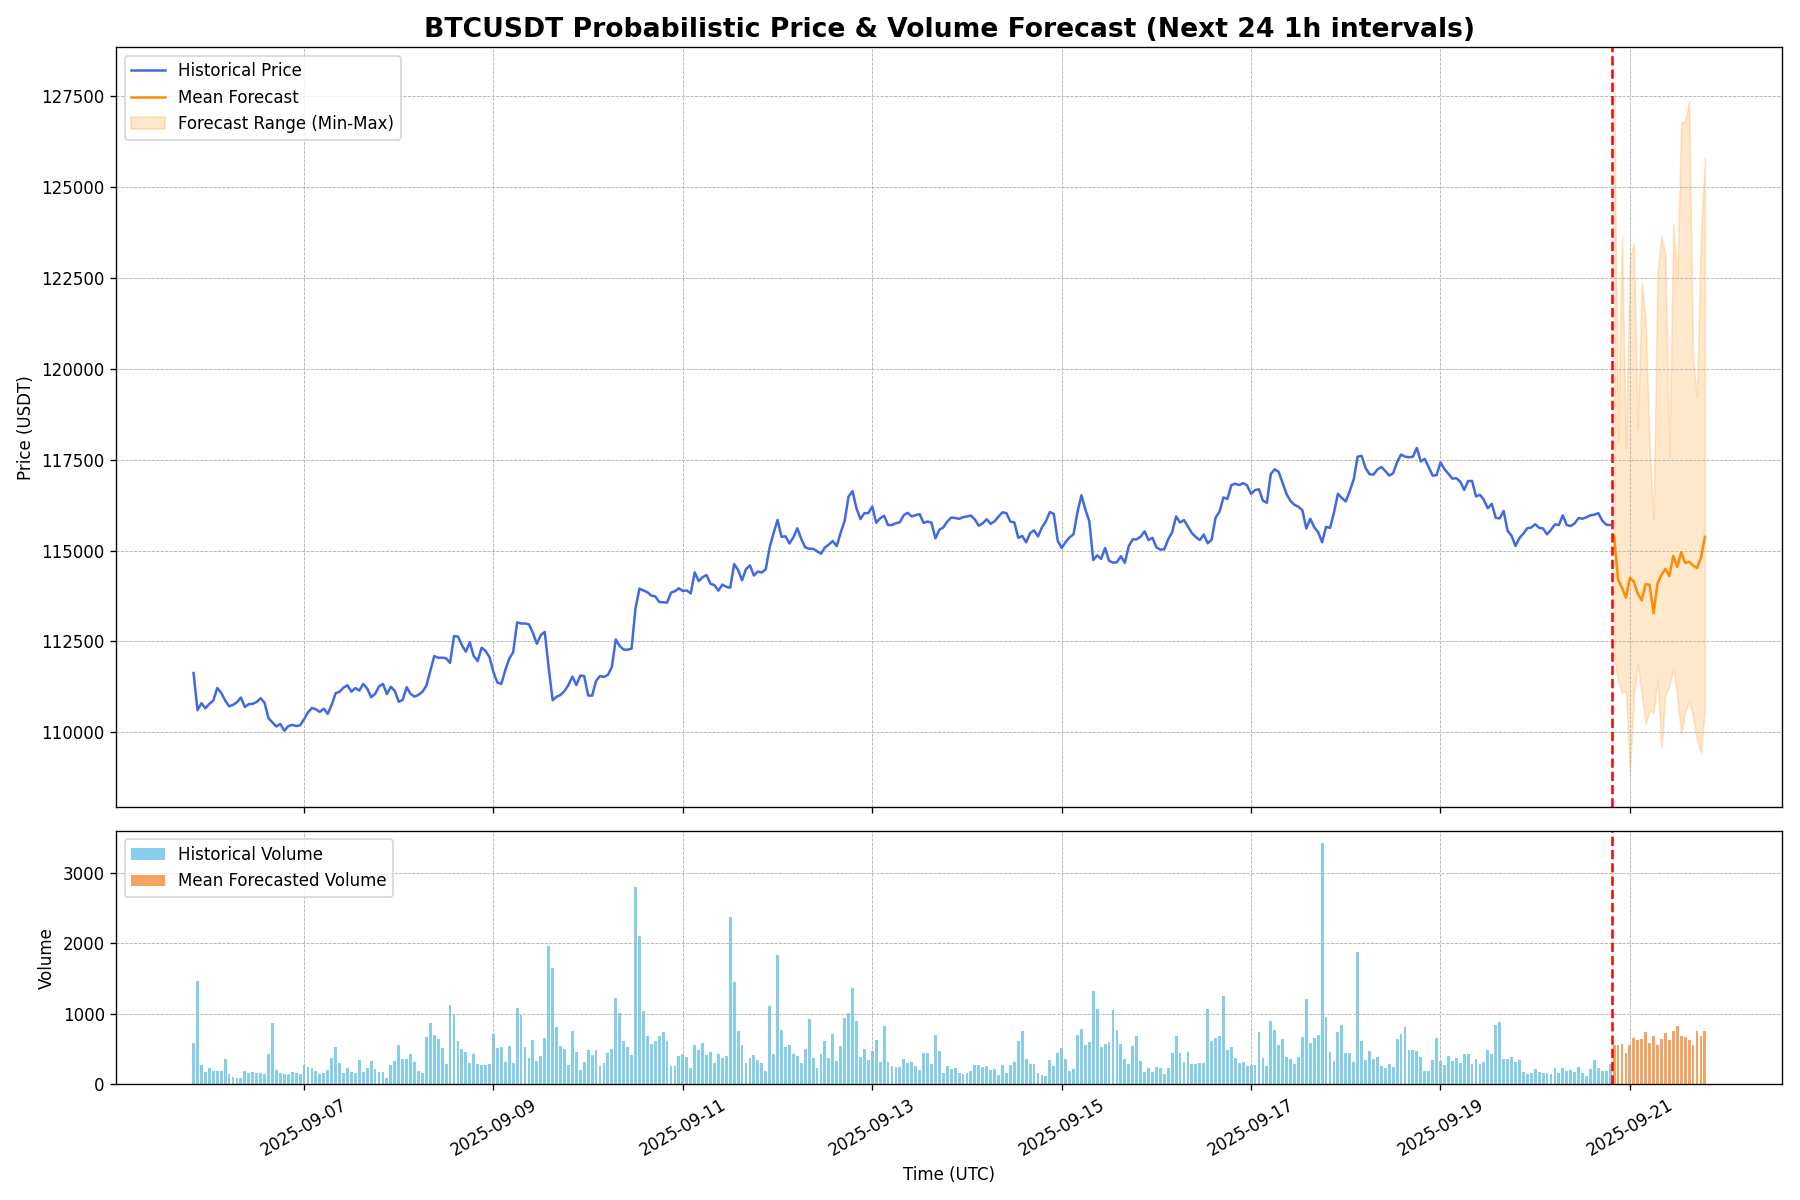 BTCUSDT Probabilistic Price & Volume Forecast (Next 24 1h intervals)
Historical Price
Mean Forecast
Forecast Range (Min-Max)
127500
125000
122500
120000
117500
115000
112500
110000
Price (USDT)
Historical Volume
Mean Forecasted Volume
3000
2000
1000
0
Volume
2025-09-07
2025-09-09
2025-09-11
2025-09-13
2025-09-15
2025-09-17
2025-09-19
2025-09-21
Time (UTC)